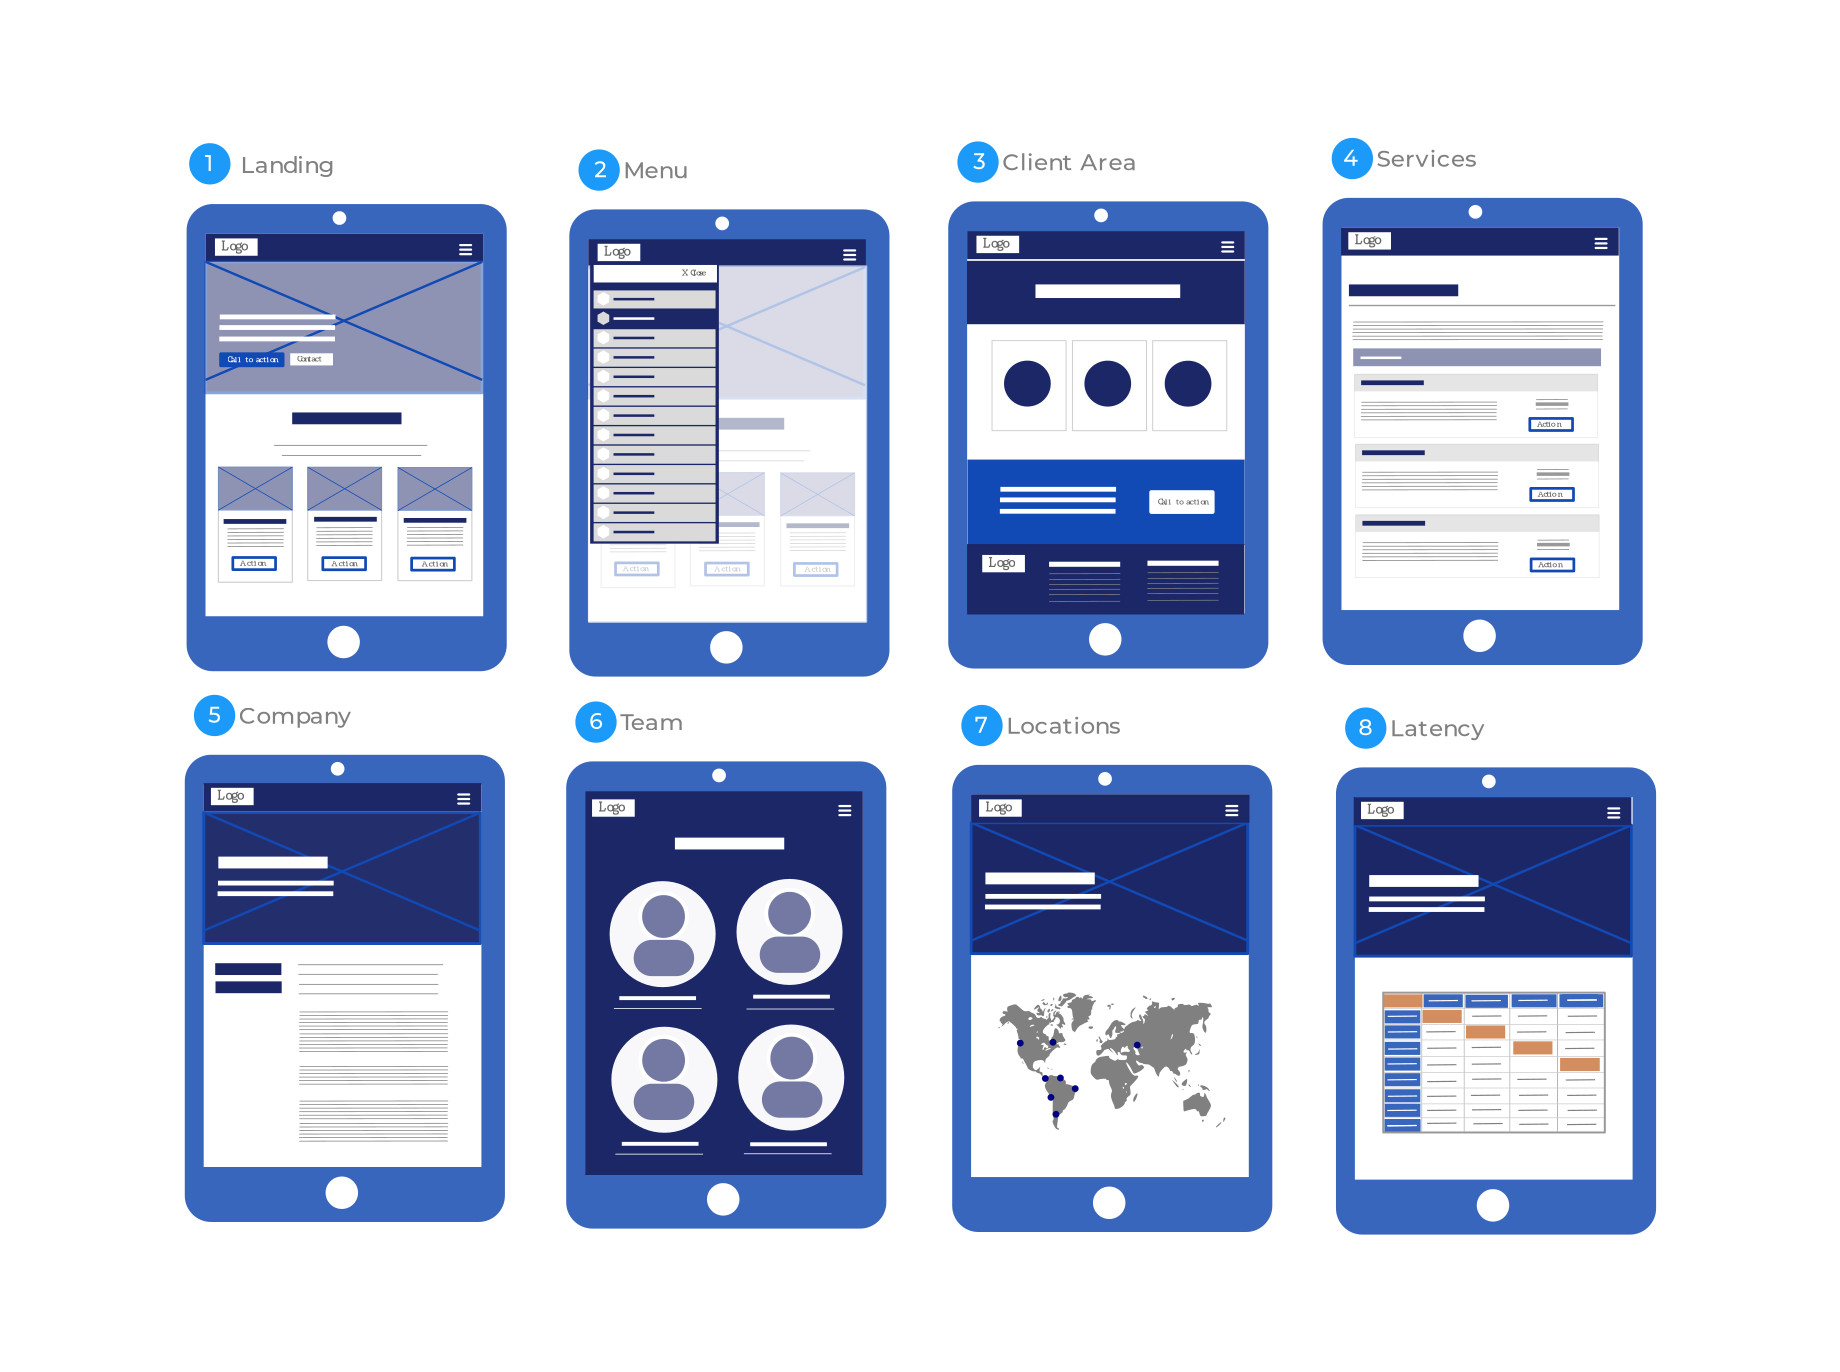 1 Landing
Logo
Call to action
Contact
Action
Action
Action
2 Menu
Logo
X Close
Action
Action
Action
3 Client Area
Logo
Call to action
Logo
4 Services
Logo
Action
Action
Action
5 Company
Logo
6 Team
Logo
7 Locations
Logo
8 Latency
Logo